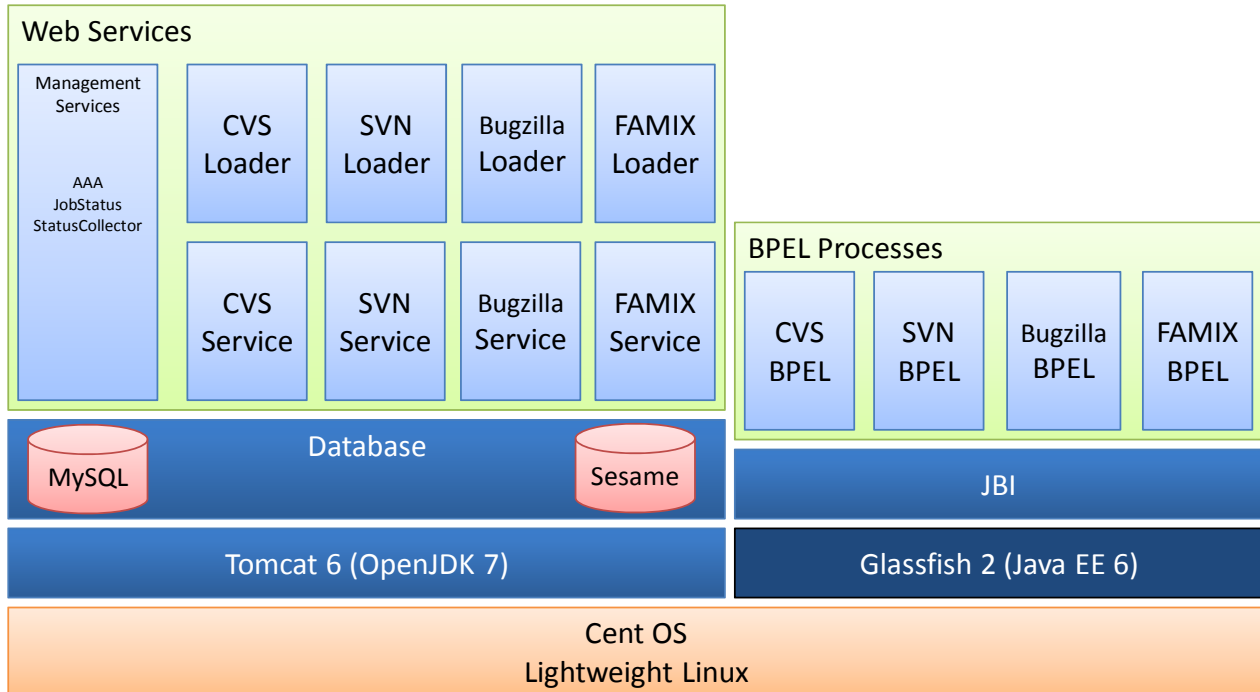 Web Services
Management
Services
AAA
JobStatus
StatusCollector
CVS
Loader
SVN
Loader
Bugzilla
Loader
FAMIX
Loader
CVS
Service
SVN
Service
Bugzilla
Service
FAMIX
Service
BPEL Processes
CVS
BPEL
SVN
BPEL
Bugzilla
BPEL
FAMIX
BPEL
Database
MySQL
Sesame
JBI
Tomcat 6 (OpenJDK 7)
Glassfish 2 (Java EE 6)
Cent OS
Lightweight Linux